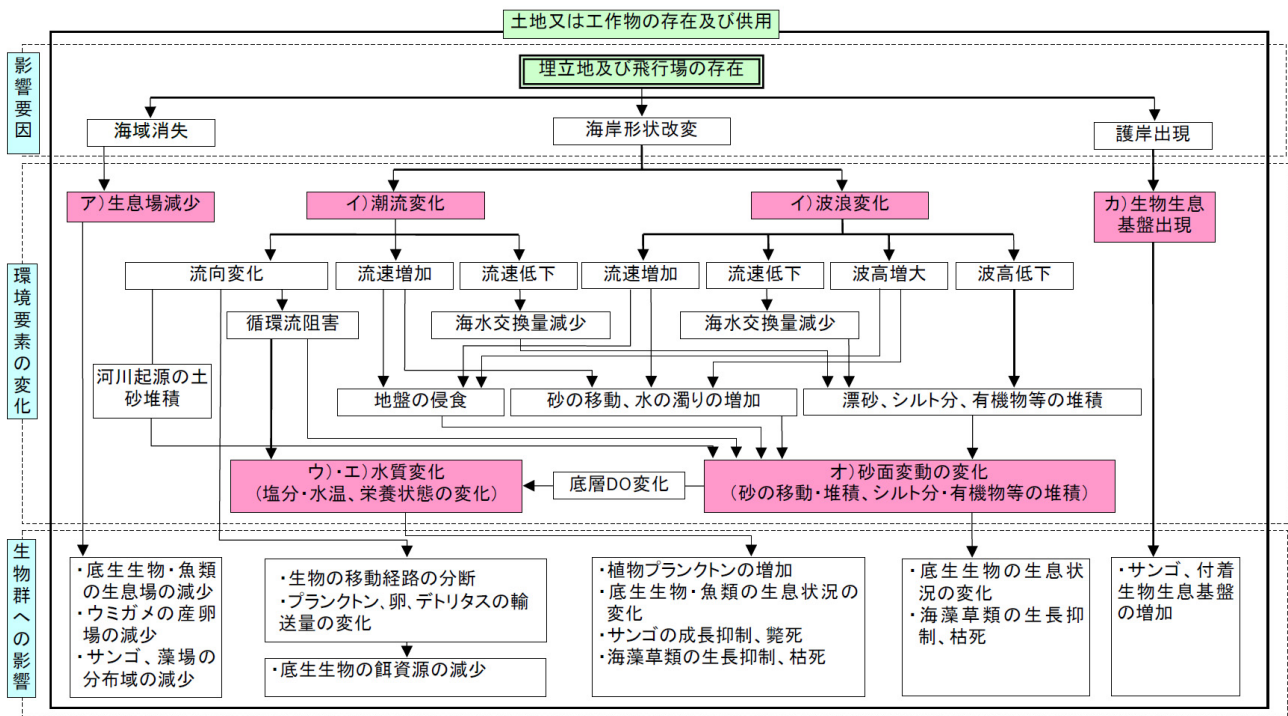 土地又は工作物の存在及び供用
影響要因
埋立地及び飛行場の存在
海域消失
海岸形状改変
護岸出現
環境要素の変化
ア)生息場減少
イ)潮流変化
イ)波浪変化
カ)生物生息
基盤出現
流向変化
流速増加
流速低下
流速増加
流速低下
波高増大
波高低下
循環流阻害
海水交換量減少
海水交換量減少
河川起源の土
砂堆積
地盤の侵食
砂の移動、水の濁りの増加
漂砂、シルト分、有機物等の堆積
ウ)・エ)水質変化
(塩分・水温、栄養状態の変化)
底層DO変化
オ)砂面変動の変化
(砂の移動・堆積、シルト分・有機物等の堆積)
生物群への影響
・底生生物・魚類
の生息場の減少
・ウミガメの産卵
場の減少
・サンゴ、藻場の
分布域の減少
・生物の移動経路の分断
・プランクトン、卵、デトリタスの輸
送量の変化
・底生生物の餌資源の減少
・植物プランクトンの増加
・底生生物・魚類の生息状況の
変化
・サンゴの成長抑制、斃死
・海藻草類の生長抑制、枯死
・底生生物の生息状
況の変化
・海藻草類の生長抑
制、枯死
・サンゴ、付着
生物生息基盤
の増加